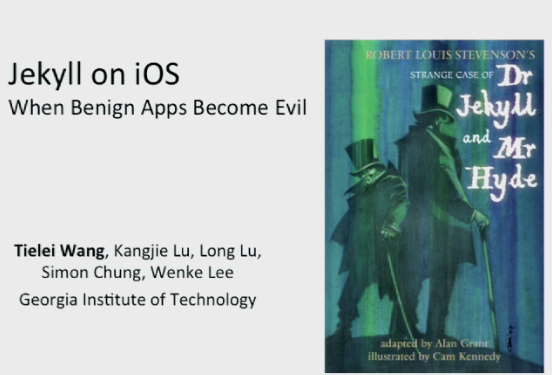 Jekyll on iOS
When Benign Apps Become Evil
Tielei Wang, Kangjie Lu, Long Lu,
Simon Chung, Wenke Lee
Georgia Institute of Technology
ROBERT LOUIS STEVENSON'S
STRANGE CASE OF Dr
Jekyll
and Mr
Hyde
adapted by Alan Grant
illustrated by Cam Kennedy